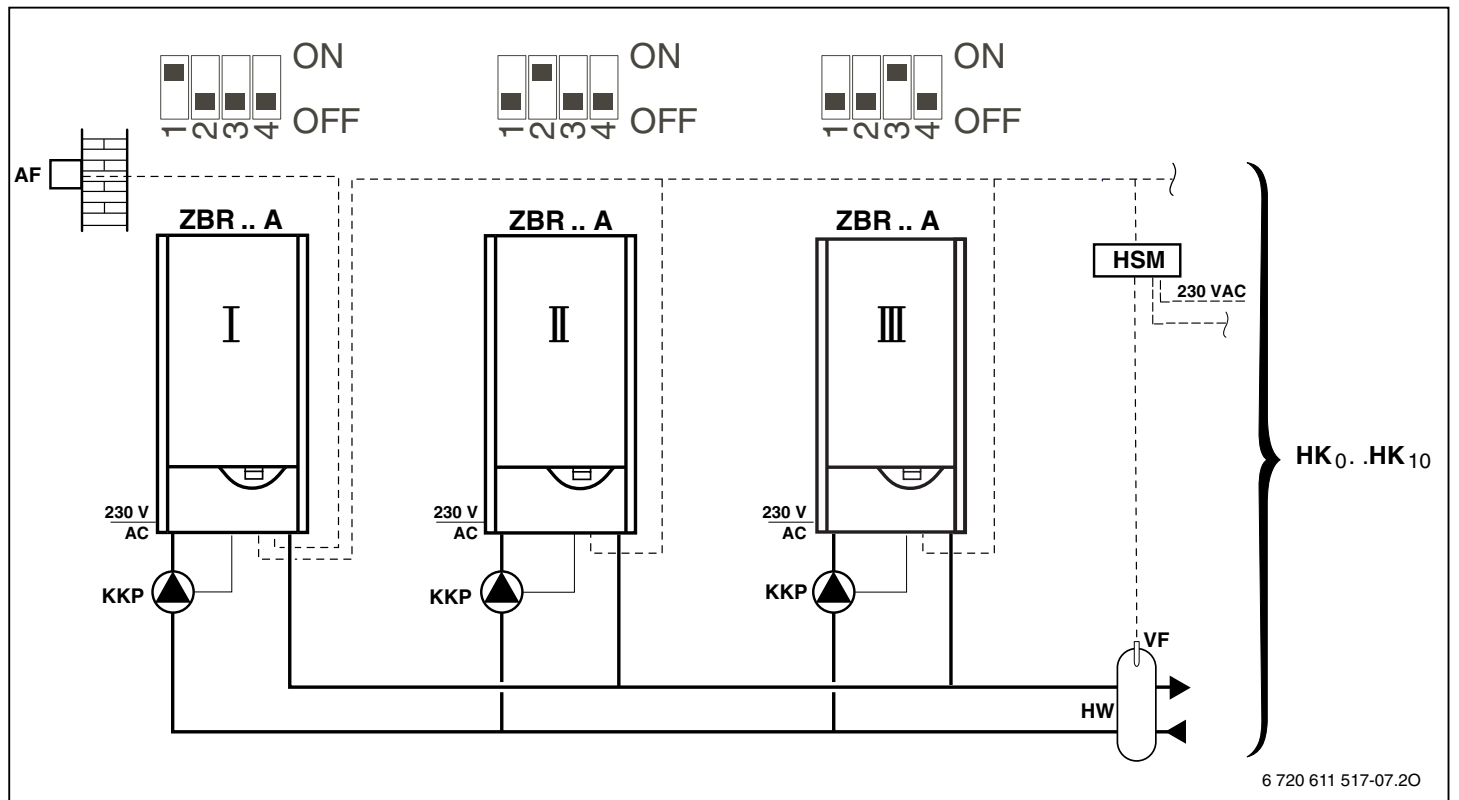 ON
OFF
1 2 3 4
ON
OFF
1 2 3 4
ON
OFF
1 2 3 4
AF
ZBR .. A
ZBR .. A
ZBR .. A
HSM
230 VAC
I
II
III
HK0. .HK10
230 V
AC
230 V
AC
230 V
AC
KKP
KKP
KKP
VF
HW
6 720 611 517-07.2O